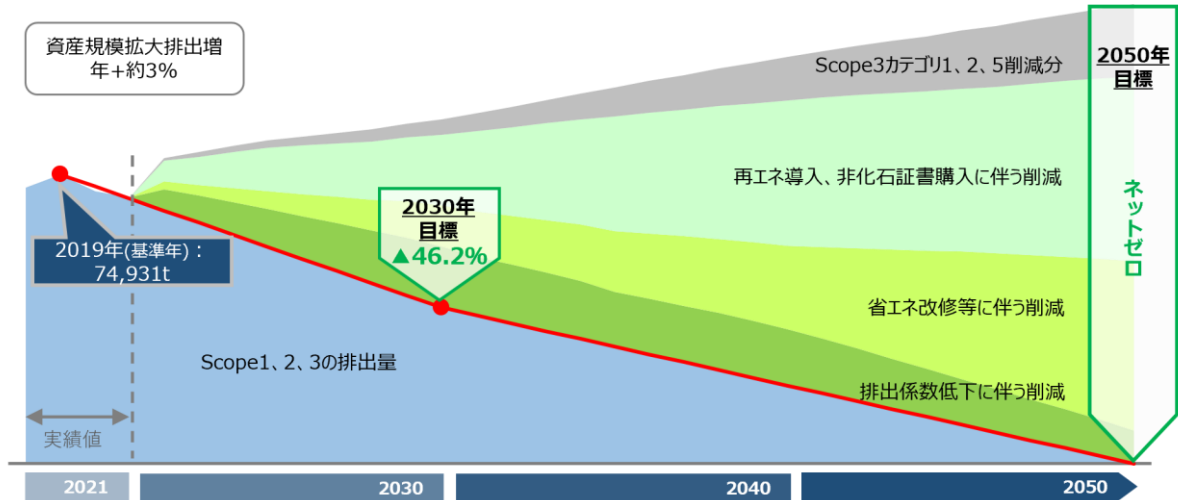 資産規模拡大排出増
年+約3%
Scope3カテゴリ1、2、5削減分
2050年
目標
再エネ導入、非化石証書購入に伴う削減
ネットゼロ
2030年
目標
▲46.2%
2019年(基準年)：
74,931t
省エネ改修等に伴う削減
Scope1、2、3の排出量
排出係数低下に伴う削減
実績値
2021
2030
2040
2050